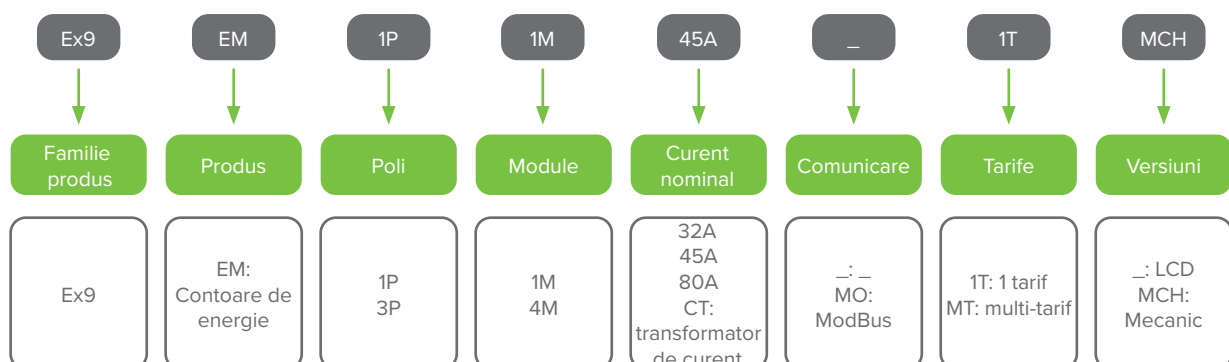 Ex9 EM 1P 1M 45A _ 1T MCH
Familie
produs
Produs
Poli
Module
Curent
nominal
Comunicare
Tarife
Versiuni
Ex9
EM:
Contoare de
energie
1P
3P
1M
4M
32A
45A
80A
CT:
transformator
de curent
_: _
MO:
ModBus
1T: 1 tarif
MT: multi-tarif
_: LCD
MCH:
Mecanic